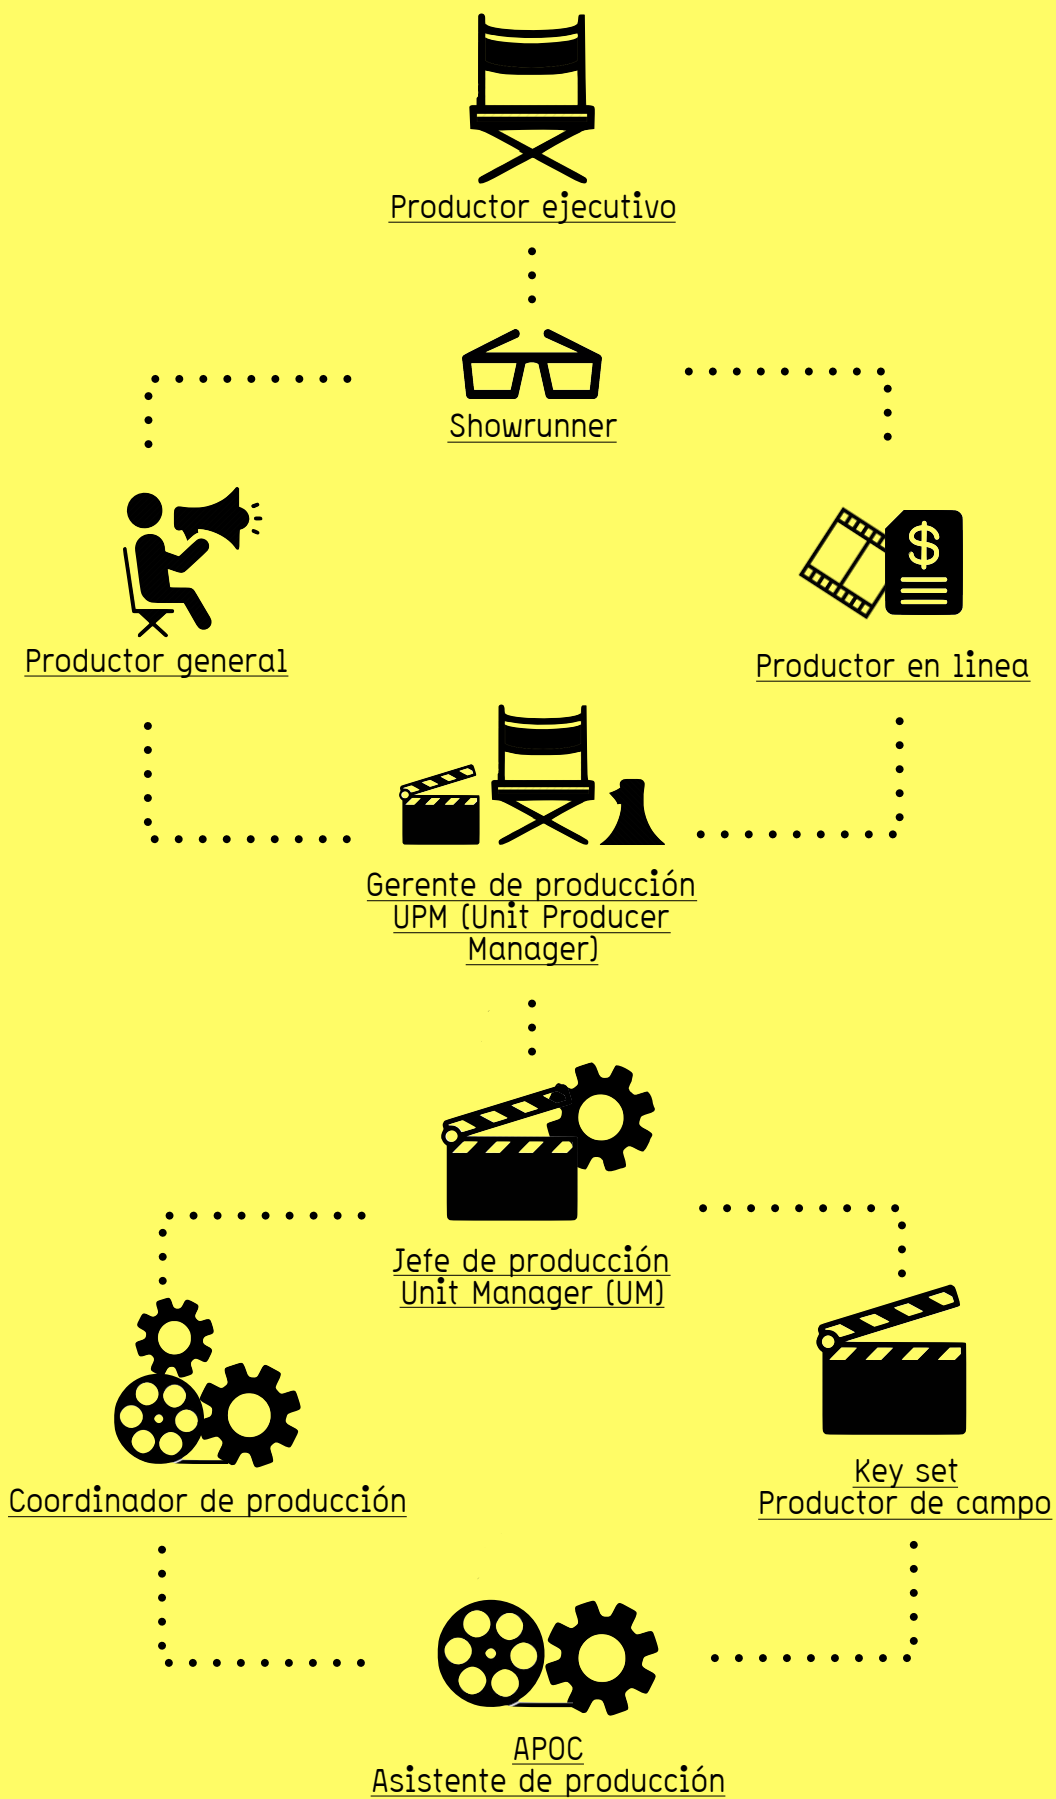 Productor ejecutivo
Showrunner
Productor general
$
Productor en línea
Gerente de producción
UPM (Unit Producer
Manager)
Jefe de producción
Unit Manager (UM)
Coordinador de producción
Key set
Productor de campo
APOC
Asistente de producción